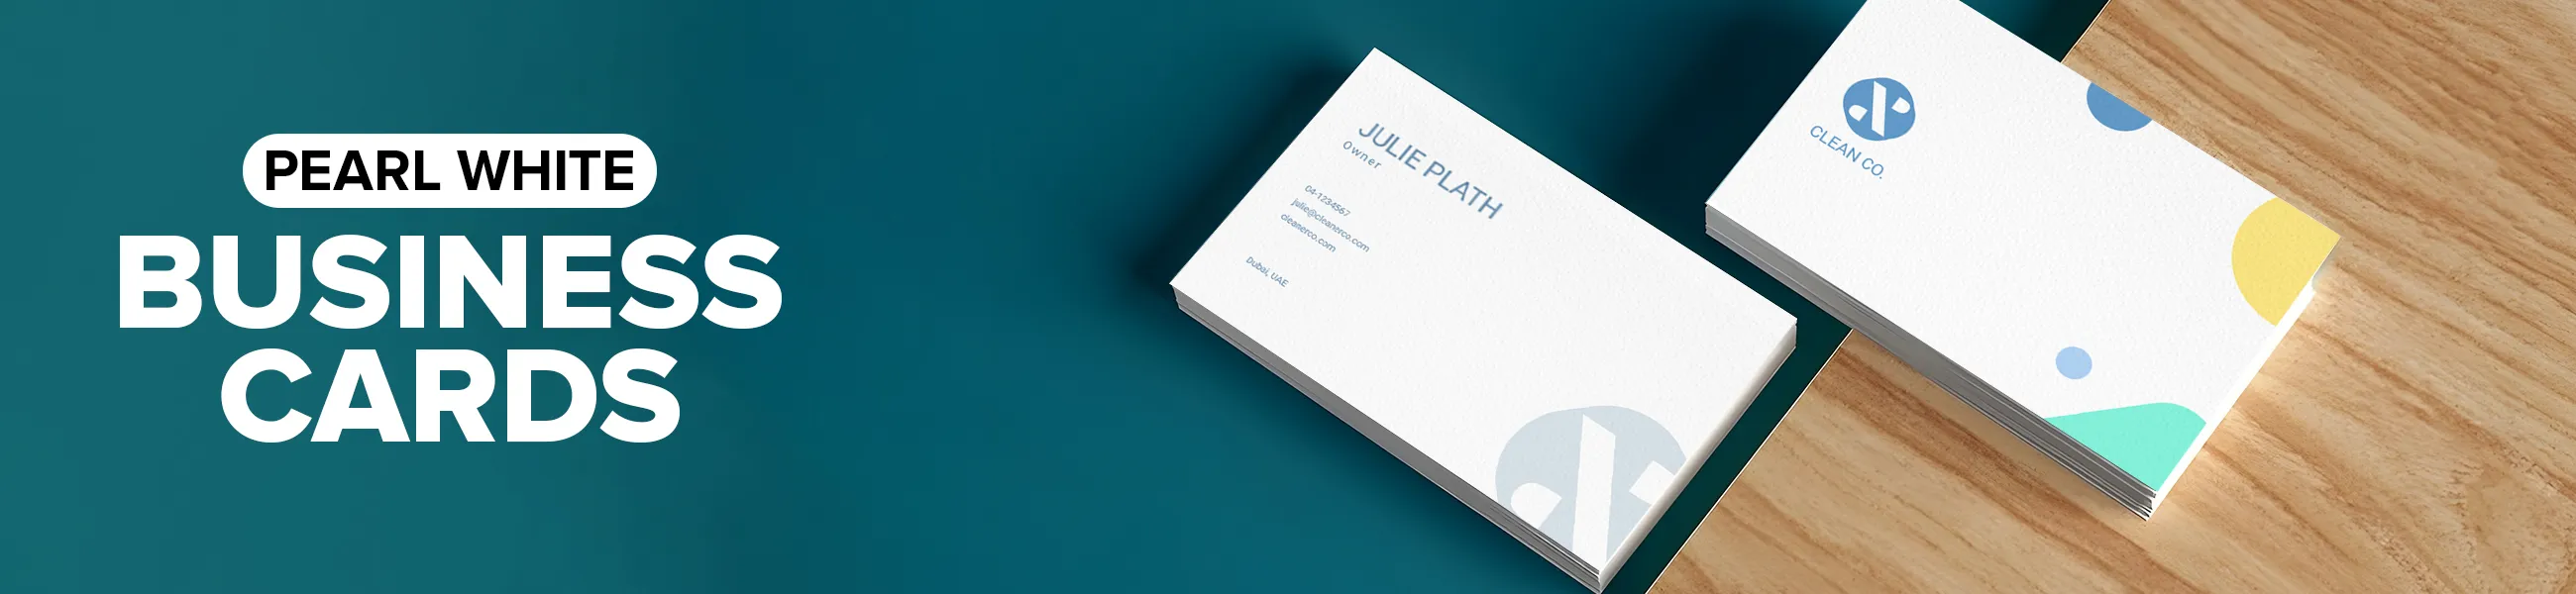 PEARL WHITE
BUSINESS
CARDS
JULIE PLATH
Owner
04-1234567
julie@cleanerco.com
cleanerco.com
Dubai, UAE
CLEAN CO.